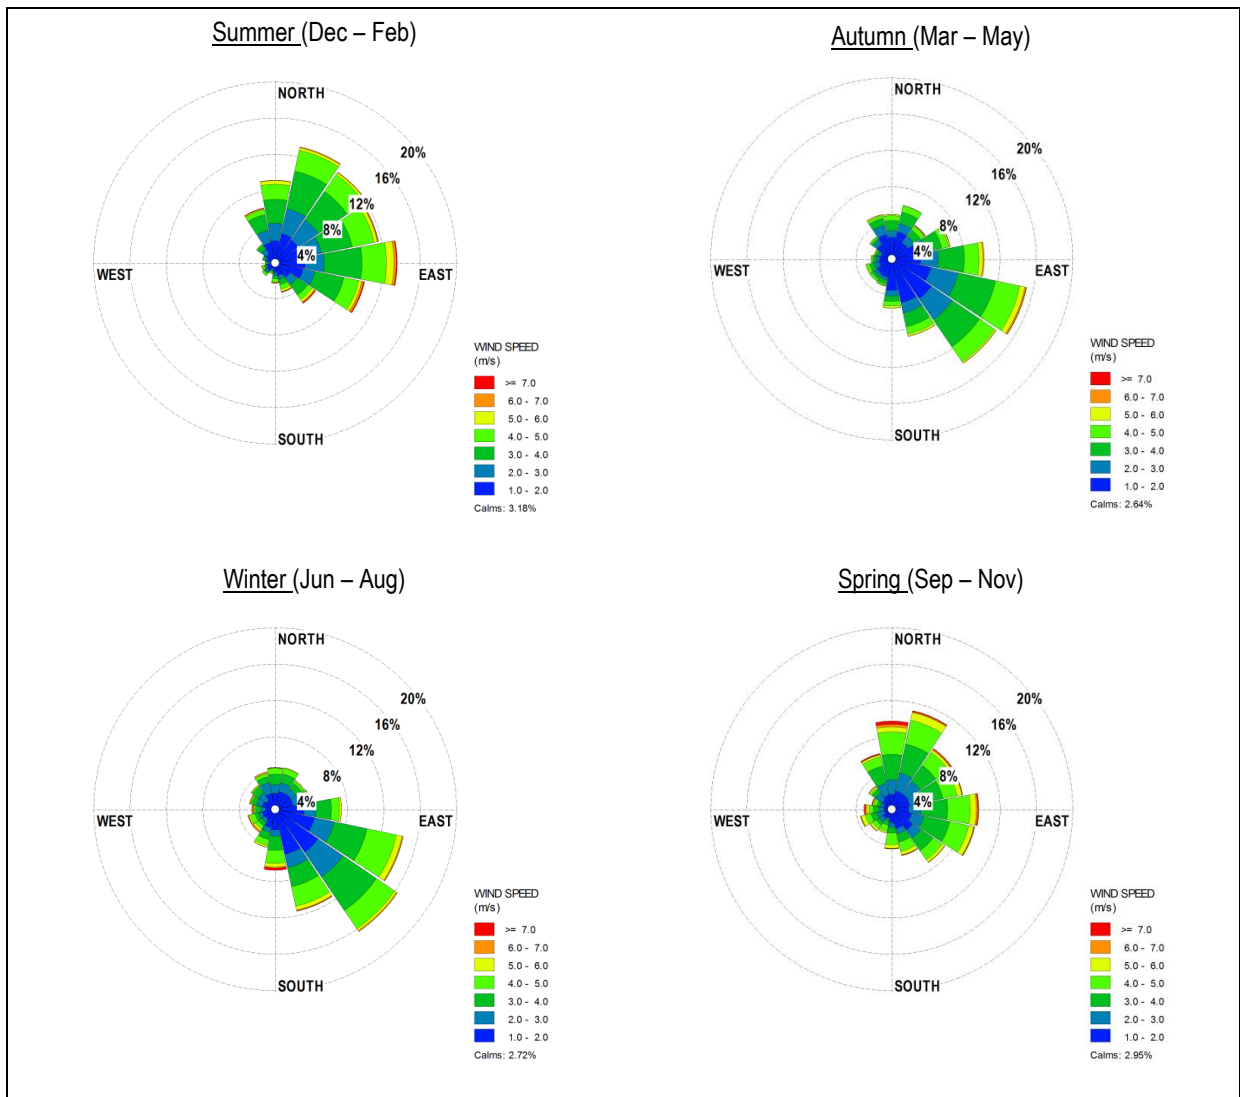 Summer (Dec – Feb)
NORTH
20%
16%
12%
8%
4%
WEST
EAST
SOUTH
WIND SPEED
(m/s)
>= 7.0
6.0 - 7.0
5.0 - 6.0
4.0 - 5.0
3.0 - 4.0
2.0 - 3.0
1.0 - 2.0
Calms: 3.18%
Autumn (Mar – May)
NORTH
20%
16%
12%
8%
4%
WEST
EAST
SOUTH
WIND SPEED
(m/s)
>= 7.0
6.0 - 7.0
5.0 - 6.0
4.0 - 5.0
3.0 - 4.0
2.0 - 3.0
1.0 - 2.0
Calms: 2.64%
Winter (Jun – Aug)
NORTH
20%
16%
12%
8%
4%
WEST
EAST
SOUTH
WIND SPEED
(m/s)
>= 7.0
6.0 - 7.0
5.0 - 6.0
4.0 - 5.0
3.0 - 4.0
2.0 - 3.0
1.0 - 2.0
Calms: 2.72%
Spring (Sep – Nov)
NORTH
20%
16%
12%
8%
4%
WEST
EAST
SOUTH
WIND SPEED
(m/s)
>= 7.0
6.0 - 7.0
5.0 - 6.0
4.0 - 5.0
3.0 - 4.0
2.0 - 3.0
1.0 - 2.0
Calms: 2.95%